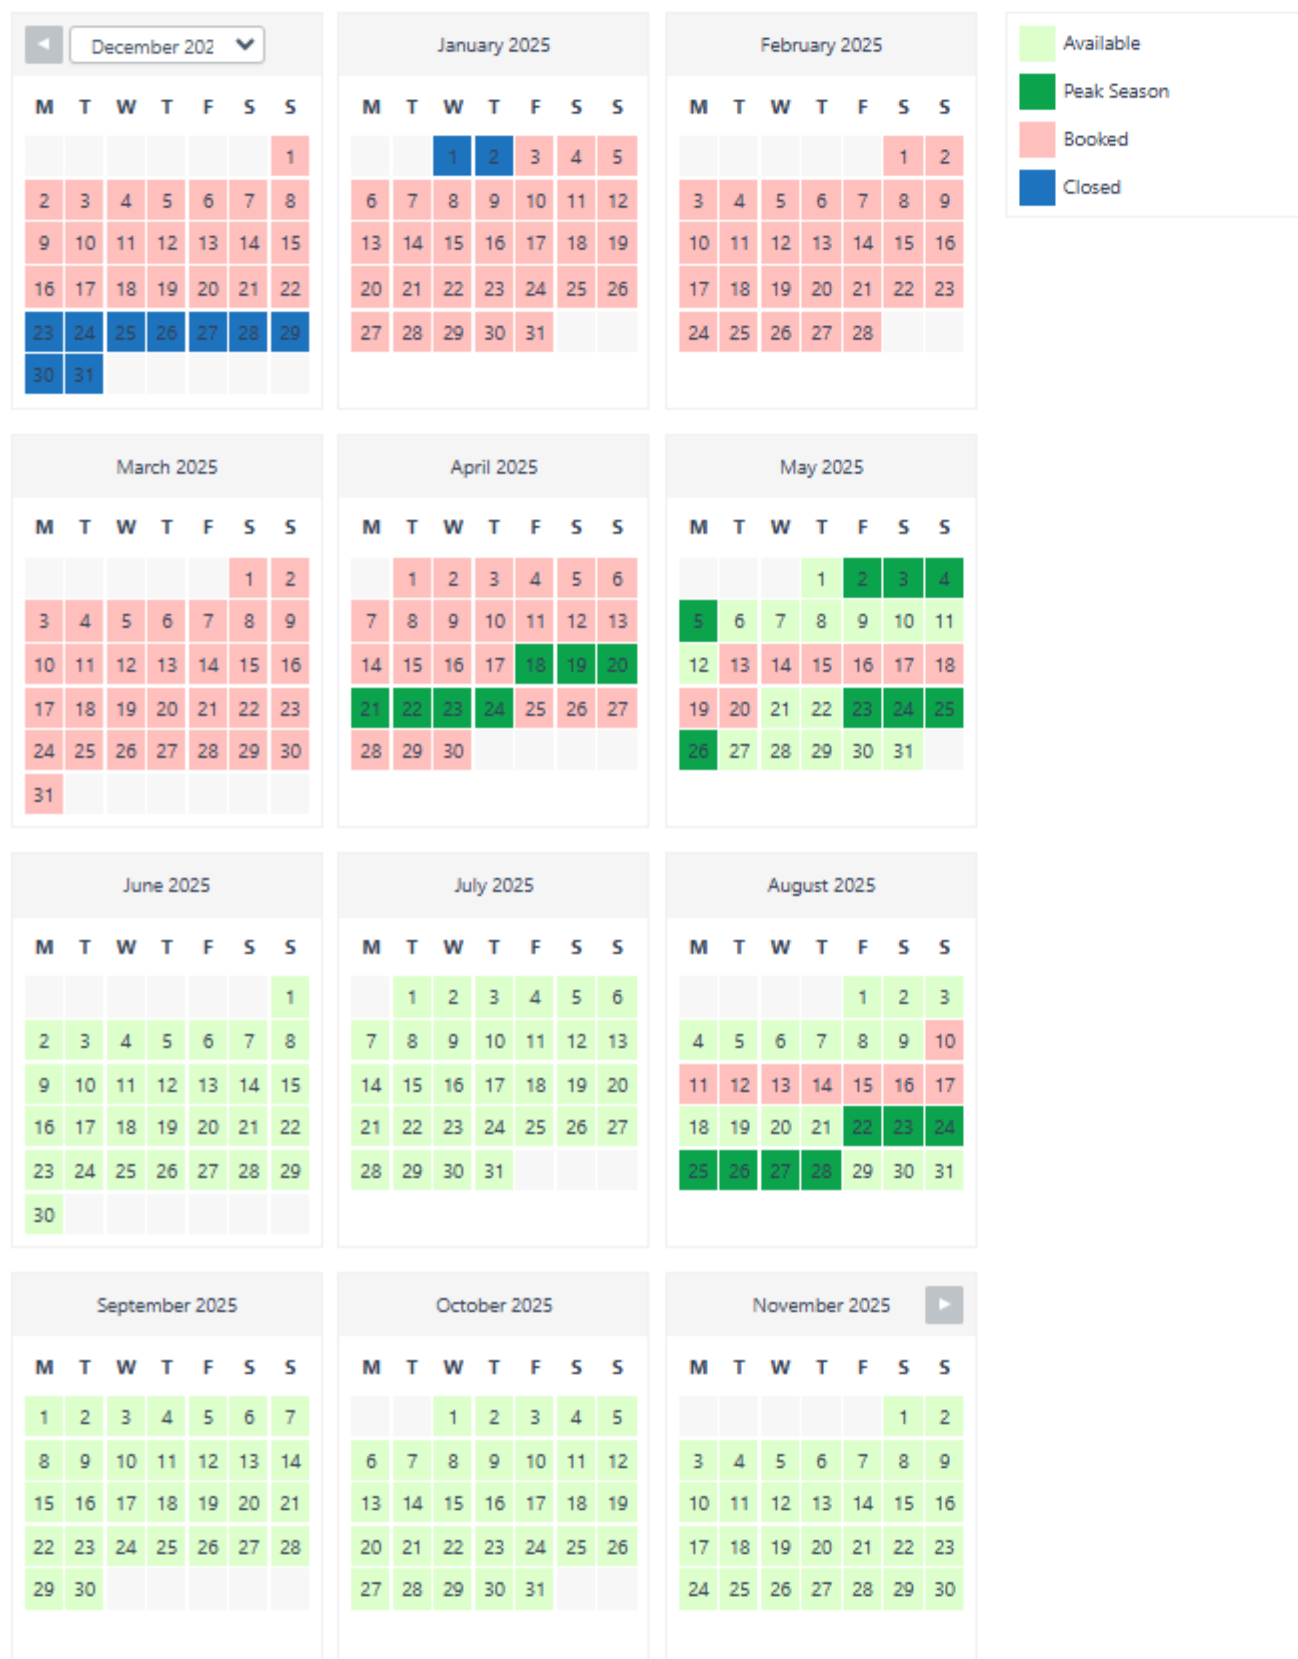 ◄ December 202
M T W T F S S
1
2 3 4 5 6 7 8
9 10 11 12 13 14 15
16 17 18 19 20 21 22
23 24 25 26 27 28 29
30 31
January 2025
M T W T F S S
1 2 3 4 5
6 7 8 9 10 11 12
13 14 15 16 17 18 19
20 21 22 23 24 25 26
27 28 29 30 31
February 2025
M T W T F S S
1 2
3 4 5 6 7 8 9
10 11 12 13 14 15 16
17 18 19 20 21 22 23
24 25 26 27 28
Available
Peak Season
Booked
Closed
March 2025
M T W T F S S
1 2
3 4 5 6 7 8 9
10 11 12 13 14 15 16
17 18 19 20 21 22 23
24 25 26 27 28 29 30
31
April 2025
M T W T F S S
1 2 3 4 5 6
7 8 9 10 11 12 13
14 15 16 17 18 19 20
21 22 23 24 25 26 27
28 29 30
May 2025
M T W T F S S
1 2 3 4
5 6 7 8 9 10 11
12 13 14 15 16 17 18
19 20 21 22 23 24 25
26 27 28 29 30 31
June 2025
M T W T F S S
1
2 3 4 5 6 7 8
9 10 11 12 13 14 15
16 17 18 19 20 21 22
23 24 25 26 27 28 29
30
July 2025
M T W T F S S
1 2 3 4 5 6
7 8 9 10 11 12 13
14 15 16 17 18 19 20
21 22 23 24 25 26 27
28 29 30 31
August 2025
M T W T F S S
1 2 3
4 5 6 7 8 9 10
11 12 13 14 15 16 17
18 19 20 21 22 23 24
25 26 27 28 29 30 31
September 2025
M T W T F S S
1 2 3 4 5 6 7
8 9 10 11 12 13 14
15 16 17 18 19 20 21
22 23 24 25 26 27 28
29 30
October 2025
M T W T F S S
1 2 3 4 5
6 7 8 9 10 11 12
13 14 15 16 17 18 19
20 21 22 23 24 25 26
27 28 29 30 31
November 2025 ►
M T W T F S S
1 2
3 4 5 6 7 8 9
10 11 12 13 14 15 16
17 18 19 20 21 22 23
24 25 26 27 28 29 30